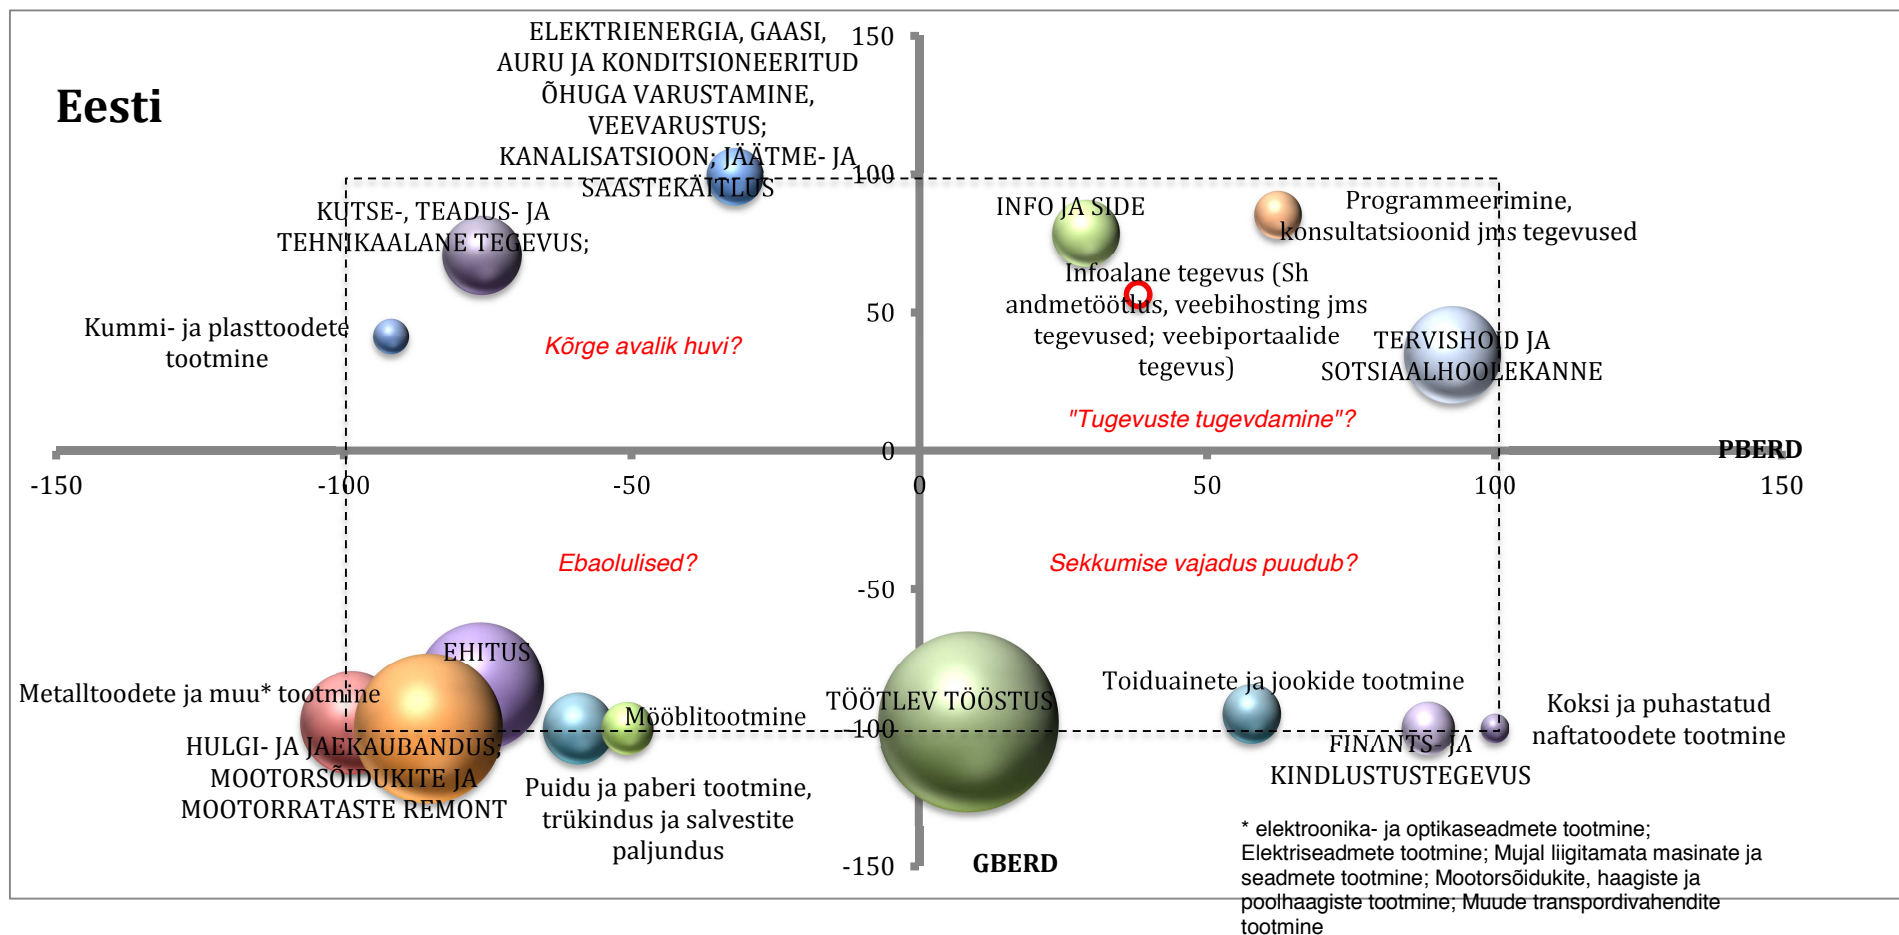 Eesti
ELEKTRIENERGIA, GAASI,
AURU JA KONDITSIONEERITUD
ÕHUGA VARUSTAMINE,
VEEVARUSTUS;
KANALISATSIOON; JÄÄTME- JA
SAASTEKÄITLUS
150
100
50
0
-50
-100
-150
KUTSE-, TEADUS- JA
TEHNIKAALANE TEGEVUS;
Kummi- ja plasttoodete
tootmine
Kõrge avalik huvi?
INFO JA SIDE
Programmeerimine,
konsultatsioonid jms tegevused
Infoalane tegevus (Sh
andmetöötlus, veebihosting jms
tegevused; veebiportaalide
tegevus)
TERVISHOID JA
SOTSIAALHOOLEKANNE
"Tugevuste tugevdamine"?
PBERD
-150
-100
-50
0
50
100
150
Ebaolulised?
Sekkumise vajadus puudub?
EHITUS
Metalltoodete ja muu* tootmine
HULGI- JA JAEKAUBANDUS;
MOOTORSÕIDUKITE JA
MOOTORRATASTE REMONT
Mööblitootmine
Puidu ja paberi tootmine,
trükindus ja salvestite
paljundus
TÖÖTLEV TÖÖSTUS
Toiduainete ja jookide tootmine
FINANTS- JA
KINDLUSTUSTEGEVUS
Koksi ja puhastatud
naftatoodete tootmine
GBERD
* elektroonika- ja optikaseadmete tootmine;
Elektriseadmete tootmine; Mujal liigitamata masinate ja
seadmete tootmine; Mootorsõidukite, haagiste ja
poolhaagiste tootmine; Muude transpordivahendite
tootmine